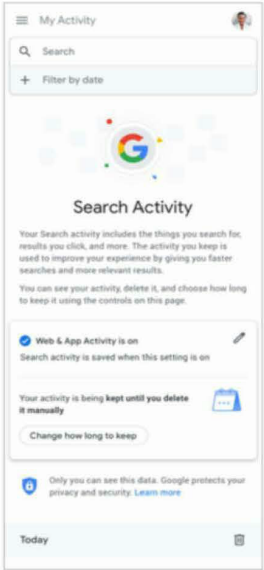 My Activity
Search
+ Filter by date
Search Activity
Your Search activity includes the things you search for,
results you click, and more. The activity you keep is
used to improve your experience by giving you faster
searches and more relevant results.
You can see your activity, delete it, and choose how long
to keep it using the controls on this page.
Web & App Activity is on
Search activity is saved when this setting is on
Your activity is being kept until you delete
it manually
Change how long to keep
Only you can see this data. Google protects your
privacy and security. Learn more
Today